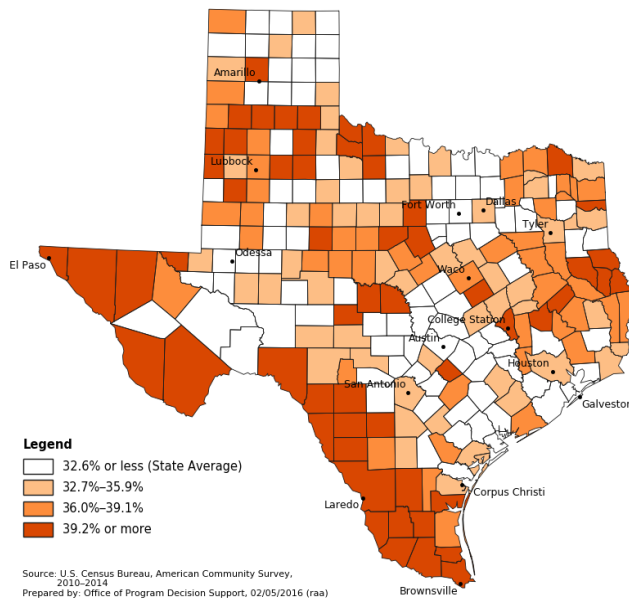 Amarillo
Lubbock
Fort Worth
Dallas
Tyler
Odessa
El Paso
Waco
College Station
Austin
Houston
San Antonio
Galveston
Legend
32.6% or less (State Average)
32.7%–35.9%
36.0%–39.1%
39.2% or more
Corpus Christi
Laredo
Source: U.S. Census Bureau, American Community Survey,
2010–2014
Prepared by: Office of Program Decision Support, 02/05/2016 (raa)
Brownsville